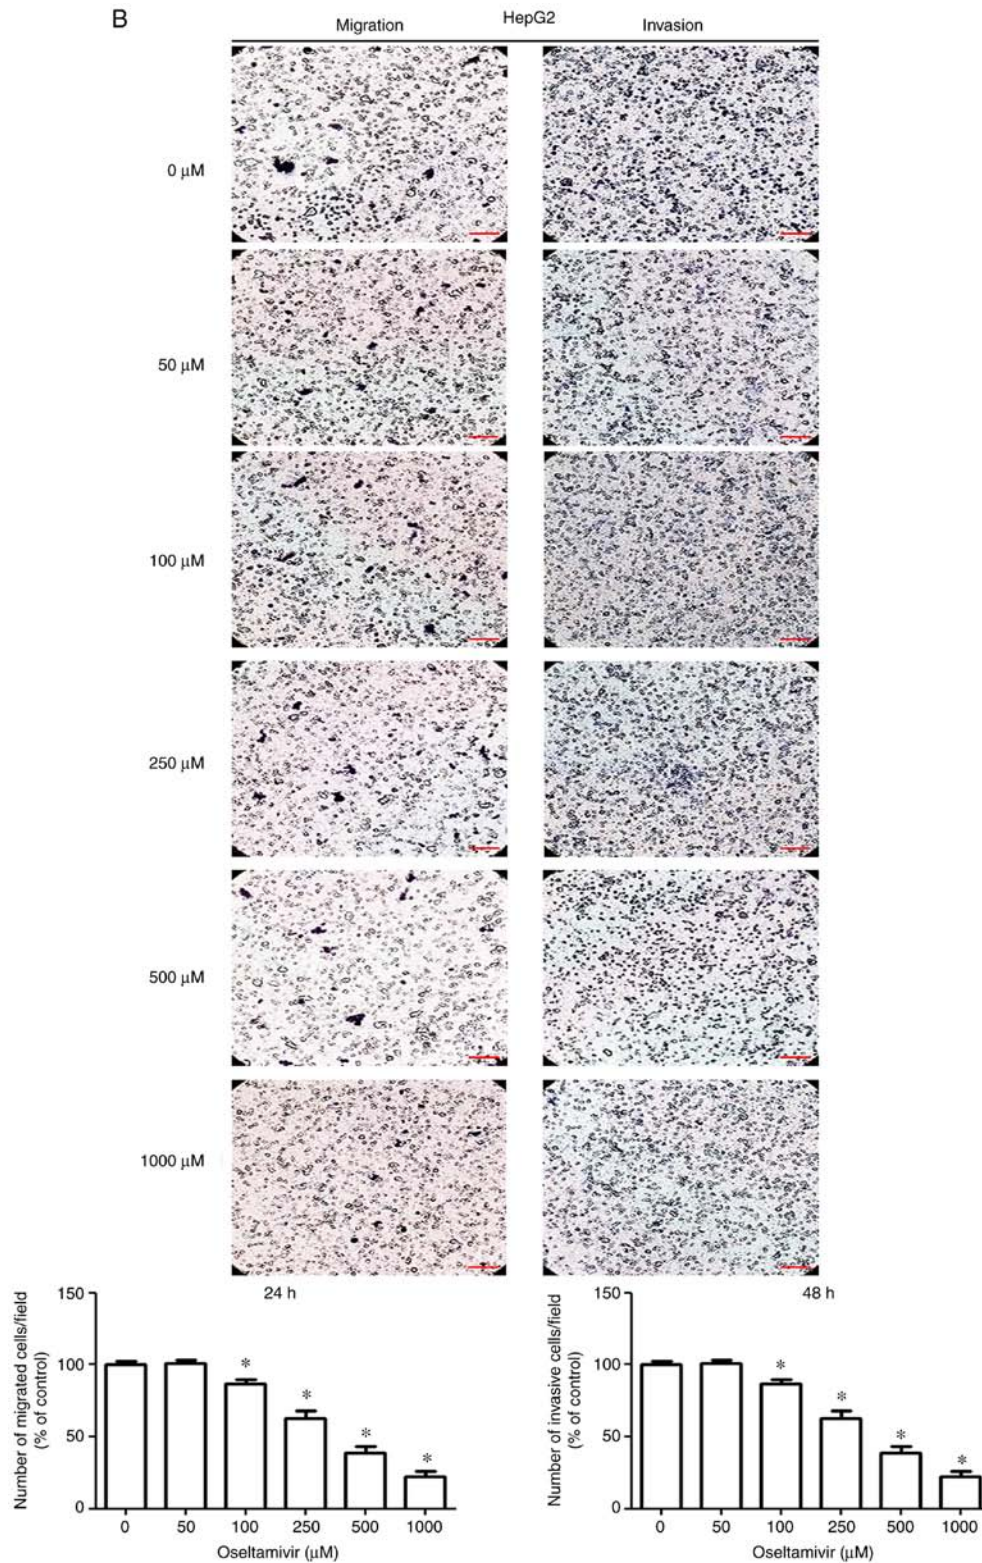 B
HepG2
Migration
Invasion
0 μM
50 μM
100 μM
250 μM
500 μM
1000 μM
24 h
Number of migrated cells/field
(% of control)
150
100
50
0
* * * *
0 50 100 250 500 1000
Oseltamivir (μM)
48 h
Number of invasive cells/field
(% of control)
150
100
50
0
* * * *
0 50 100 250 500 1000
Oseltamivir (μM)